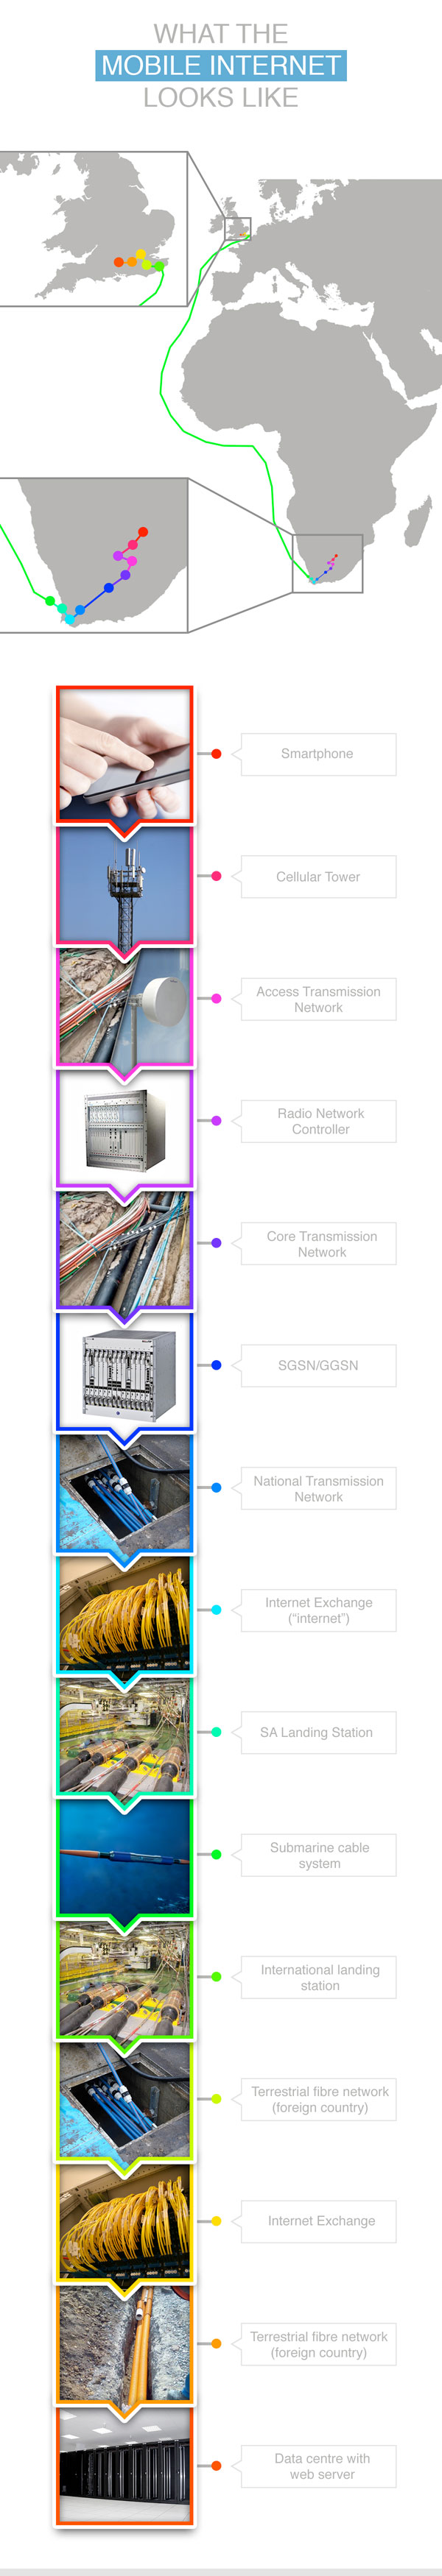 WHAT THE
MOBILE INTERNET
LOOKS LIKE
Smartphone
Cellular Tower
Access Transmission
Network
Radio Network
Controller
Core Transmission
Network
SGSN/GGSN
National Transmission
Network
Internet Exchange
(“internet”)
SA Landing Station
Submarine cable
system
International landing
station
Terrestrial fibre network
(foreign country)
Internet Exchange
Terrestrial fibre network
(foreign country)
Data centre with
web server